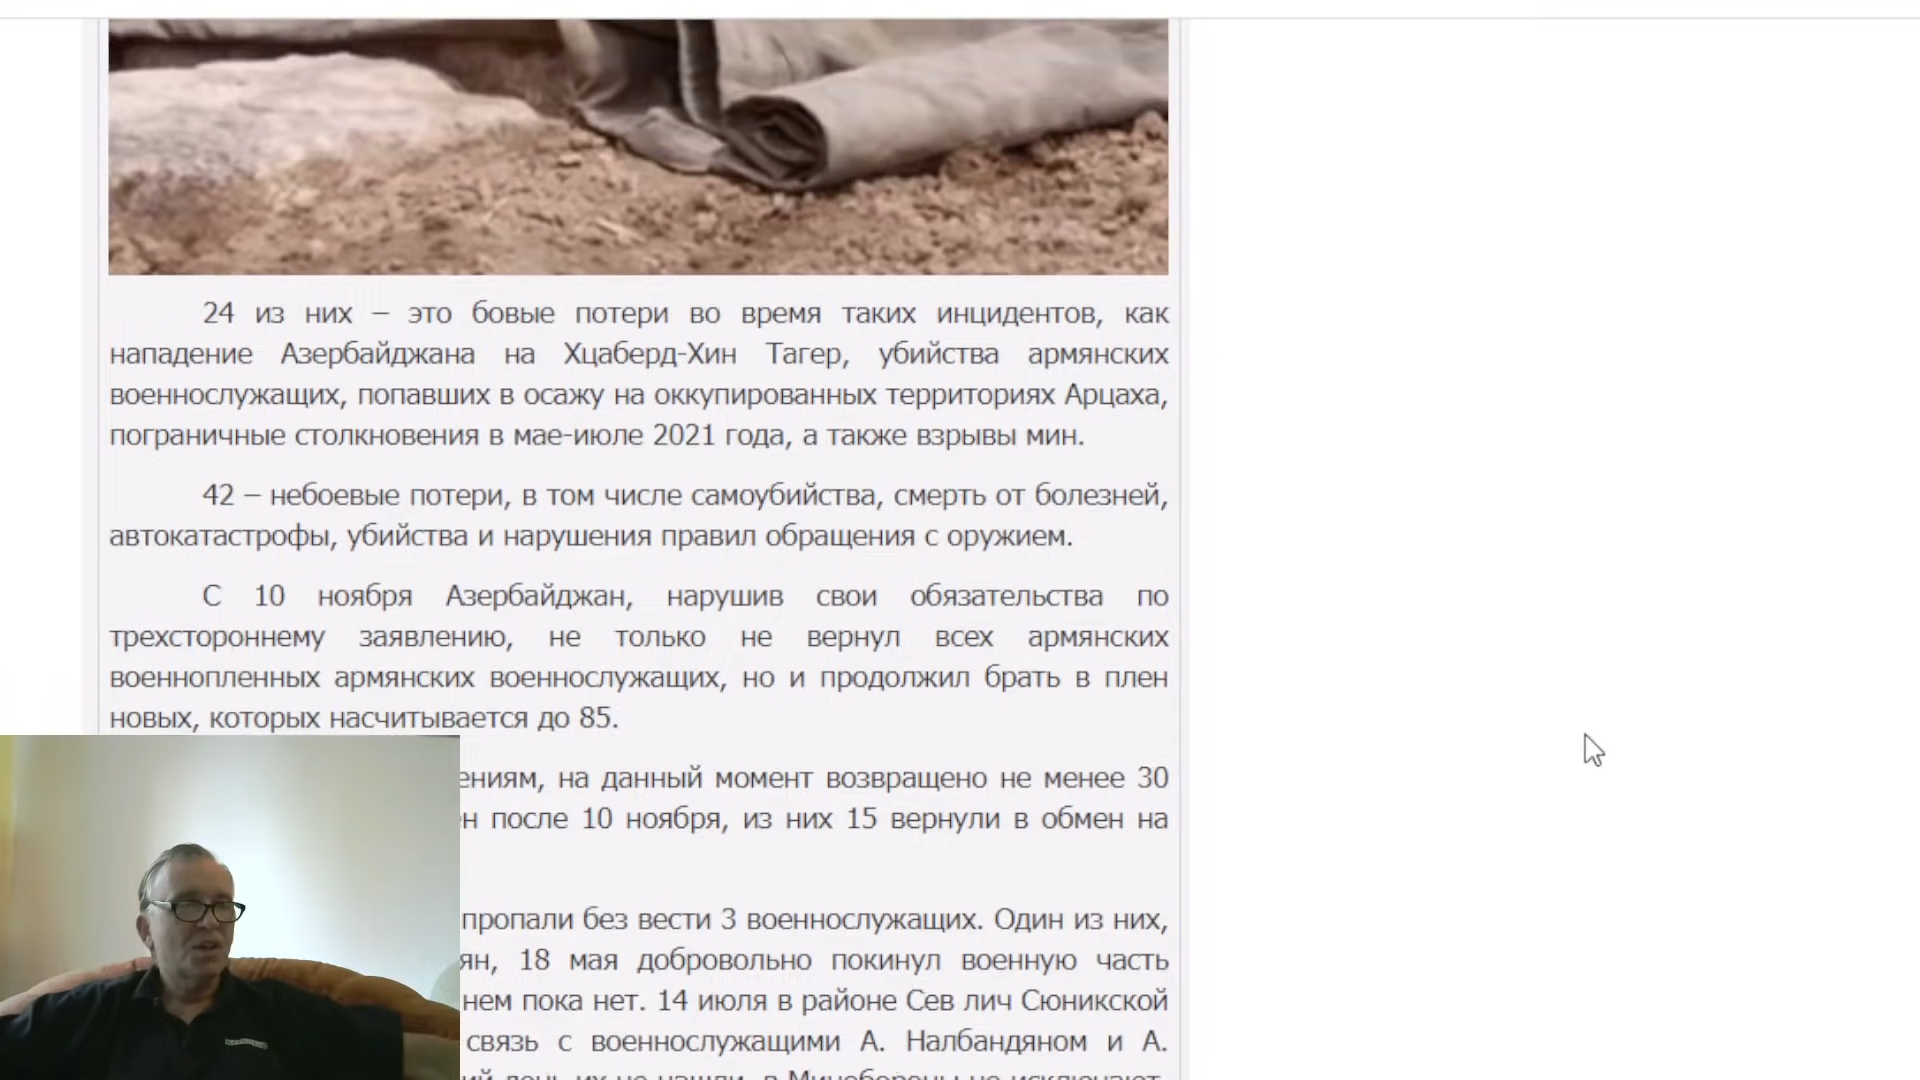 24 из них – это бовые потери во время таких инцидентов, как
нападение Азербайджана на Хцаберд-Хин Тагер, убийства армянских
военнослужащих, попавших в осажу на оккупированных территориях Арцаха,
пограничные столкновения в мае-июле 2021 года, а также взрывы мин.
42 – небоевые потери, в том числе самоубийства, смерть от болезней,
автокатастрофы, убийства и нарушения правил обращения с оружием.
С 10 ноября Азербайджан, нарушив свои обязательства по
трехстороннему заявлению, не только не вернул всех армянских
военнопленных армянских военнослужащих, но и продолжил брать в плен
новых, которых насчитывается до 85.
ениям, на данный момент возвращено не менее 30
н после 10 ноября, из них 15 вернули в обмен на
пропали без вести 3 военнослужащих. Один из них,
ян, 18 мая добровольно покинул военную часть
нем пока нет. 14 июля в районе Сев лич Сюникской
связь с военнослужащими А. Налбандяном и А.